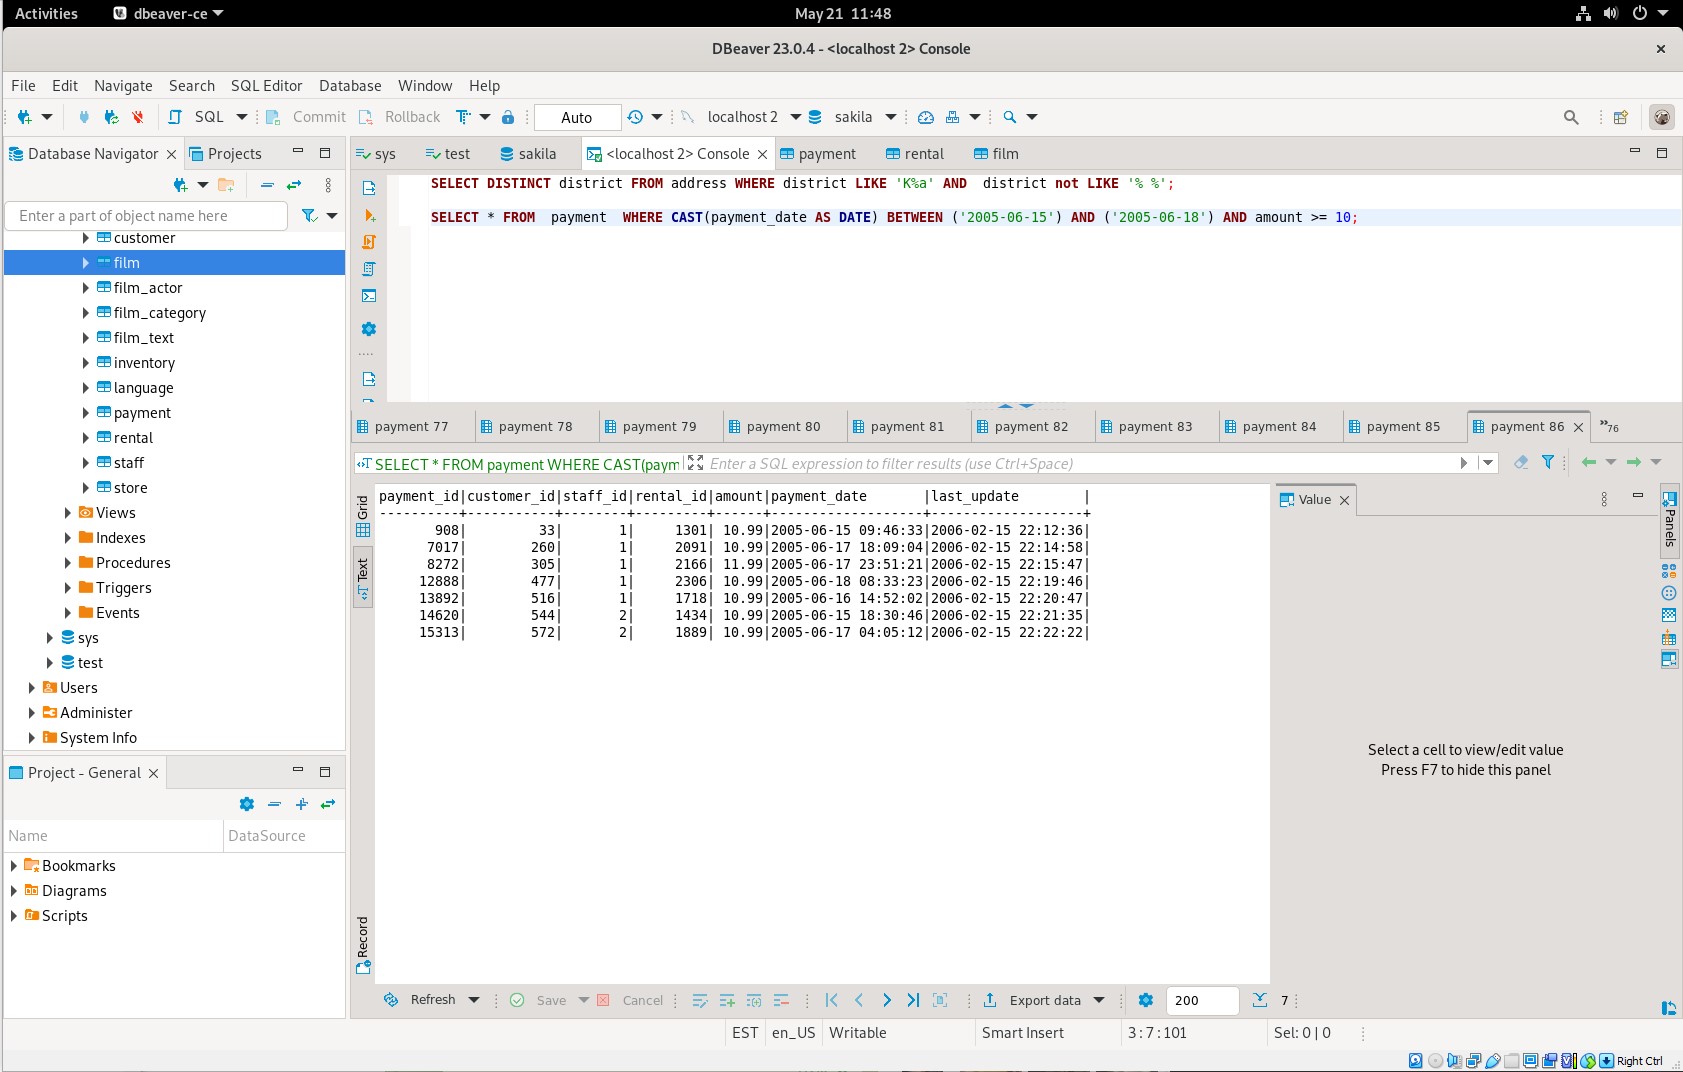 Activities dbeaver-ce May 21 11:48
DBeaver 23.0.4 - <localhost 2> Console
File Edit Navigate Search SQL Editor Database Window Help
SQL Commit Rollback Auto localhost 2 sakila
Database Navigator Projects
Enter a part of object name here
customer
film
film_actor
film_category
film_text
inventory
language
payment
rental
staff
store
Views
Indexes
Procedures
Triggers
Events
sys
test
Users
Administer
System Info
Project - General
Name DataSource
Bookmarks
Diagrams
Scripts
sys test sakila <localhost 2> Console payment rental film
SELECT DISTINCT district FROM address WHERE district LIKE 'K%a' AND  district not LIKE '% %';
SELECT * FROM  payment  WHERE CAST(payment_date AS DATE) BETWEEN ('2005-06-15') AND ('2005-06-18') AND amount >= 10;
payment 77 payment 78 payment 79 payment 80 payment 81 payment 82 payment 83 payment 84 payment 85 payment 86 »76
SELECT * FROM payment WHERE CAST(paym Enter a SQL expression to filter results (use Ctrl+Space)
Grid
Text
Record
payment_id|customer_id|staff_id|rental_id|amount|payment_date       |last_update        |
----------+-----------+--------+---------+------+-------------------+-------------------+
       908|         33|       1|     1301| 10.99|2005-06-15 09:46:33|2006-02-15 22:12:36|
      7017|        260|       1|     2091| 10.99|2005-06-17 18:09:04|2006-02-15 22:14:58|
      8272|        305|       1|     2166| 11.99|2005-06-17 23:51:21|2006-02-15 22:15:47|
     12888|        477|       1|     2306| 10.99|2005-06-18 08:33:23|2006-02-15 22:19:46|
     13892|        516|       1|     1718| 10.99|2005-06-16 14:52:02|2006-02-15 22:20:47|
     14620|        544|       2|     1434| 10.99|2005-06-15 18:30:46|2006-02-15 22:21:35|
     15313|        572|       2|     1889| 10.99|2005-06-17 04:05:12|2006-02-15 22:22:22|
Value
Panels
Select a cell to view/edit value
Press F7 to hide this panel
Refresh Save Cancel Export data 200 7
EST en_US Writable Smart Insert 3 : 7 : 101 Sel: 0 | 0
Right Ctrl